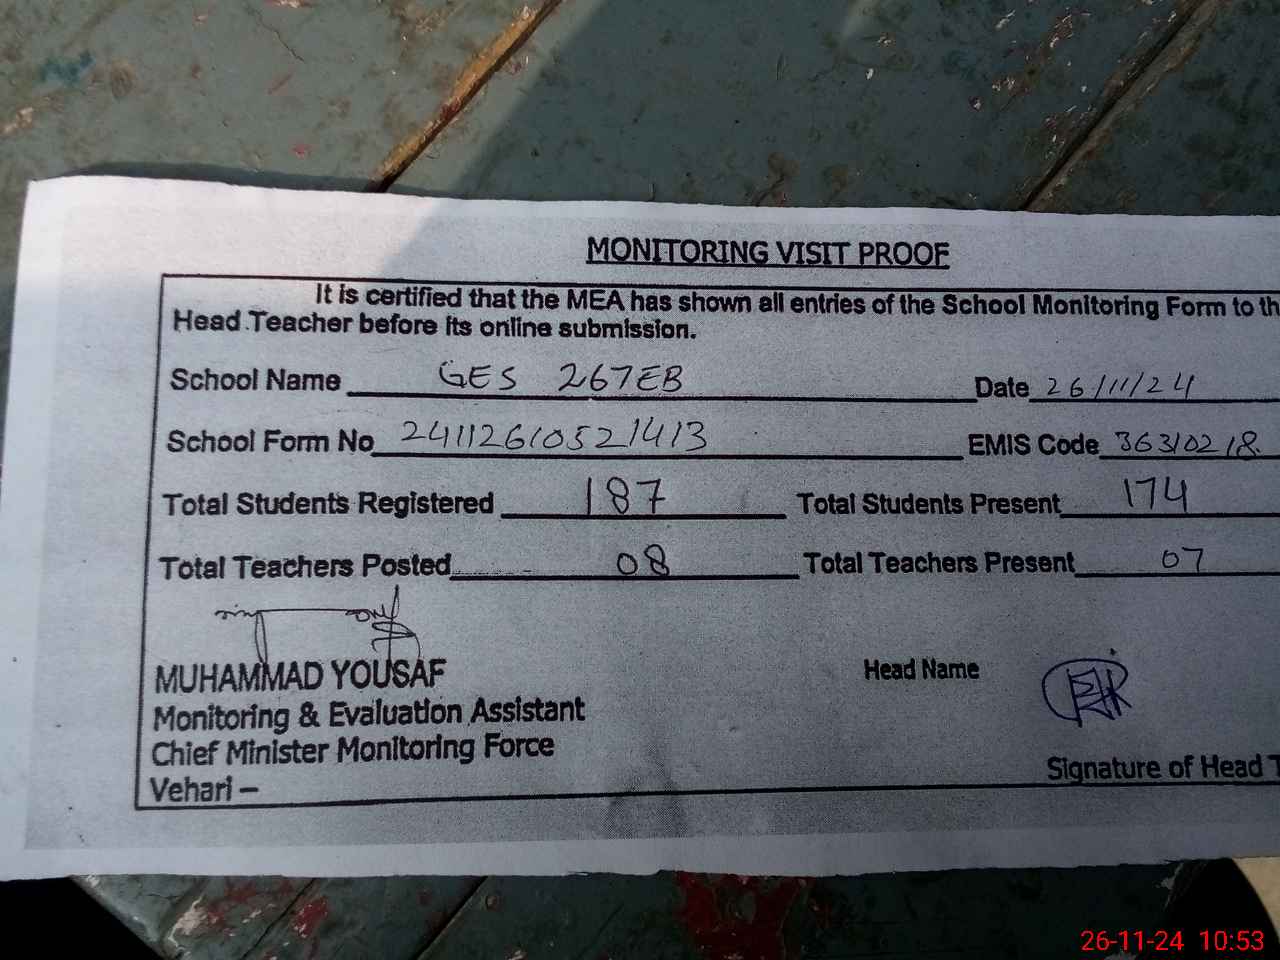 MONITORING VISIT PROOF
It is certified that the MEA has shown all entries of the School Monitoring Form to th
Head Teacher before its online submission.
School Name GES 267EB Date 26/11/24
School Form No 24112610521413 EMIS Code 36310218
Total Students Registered 187 Total Students Present 174
Total Teachers Posted 08 Total Teachers Present 07
MUHAMMAD YOUSAF Head Name
Monitoring & Evaluation Assistant
Chief Minister Monitoring Force
Signature of Head T
Vehari –
26-11-24 10:53